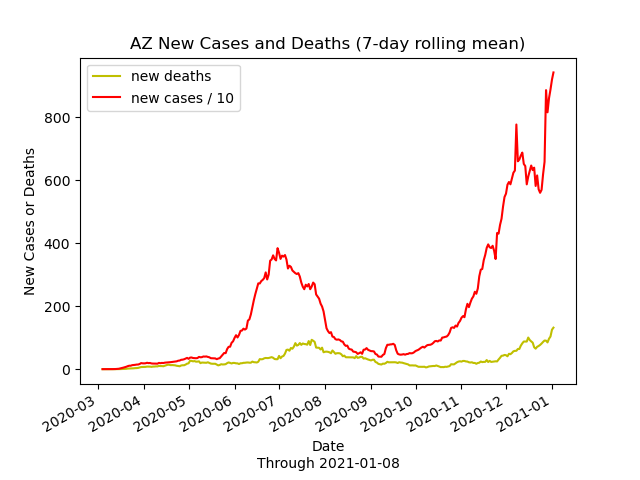 AZ New Cases and Deaths (7-day rolling mean)
new deaths
new cases / 10
800
600
400
200
0
New Cases or Deaths
2020-03
2020-04
2020-05
2020-06
2020-07
2020-08
2020-09
2020-10
2020-11
2020-12
2021-01
Date
Through 2021-01-08